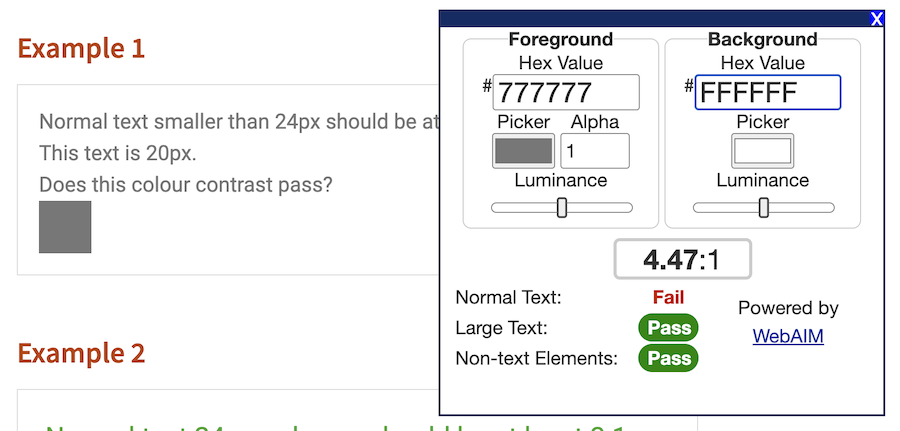 Example 1
Normal text smaller than 24px should be at
This text is 20px.
Does this colour contrast pass?
Example 2
X
Foreground
Hex Value
# 777777
Picker Alpha
1
Luminance
Background
Hex Value
# FFFFFF
Picker
Luminance
4.47:1
Normal Text: Fail
Large Text: Pass
Non-text Elements: Pass
Powered by
WebAIM